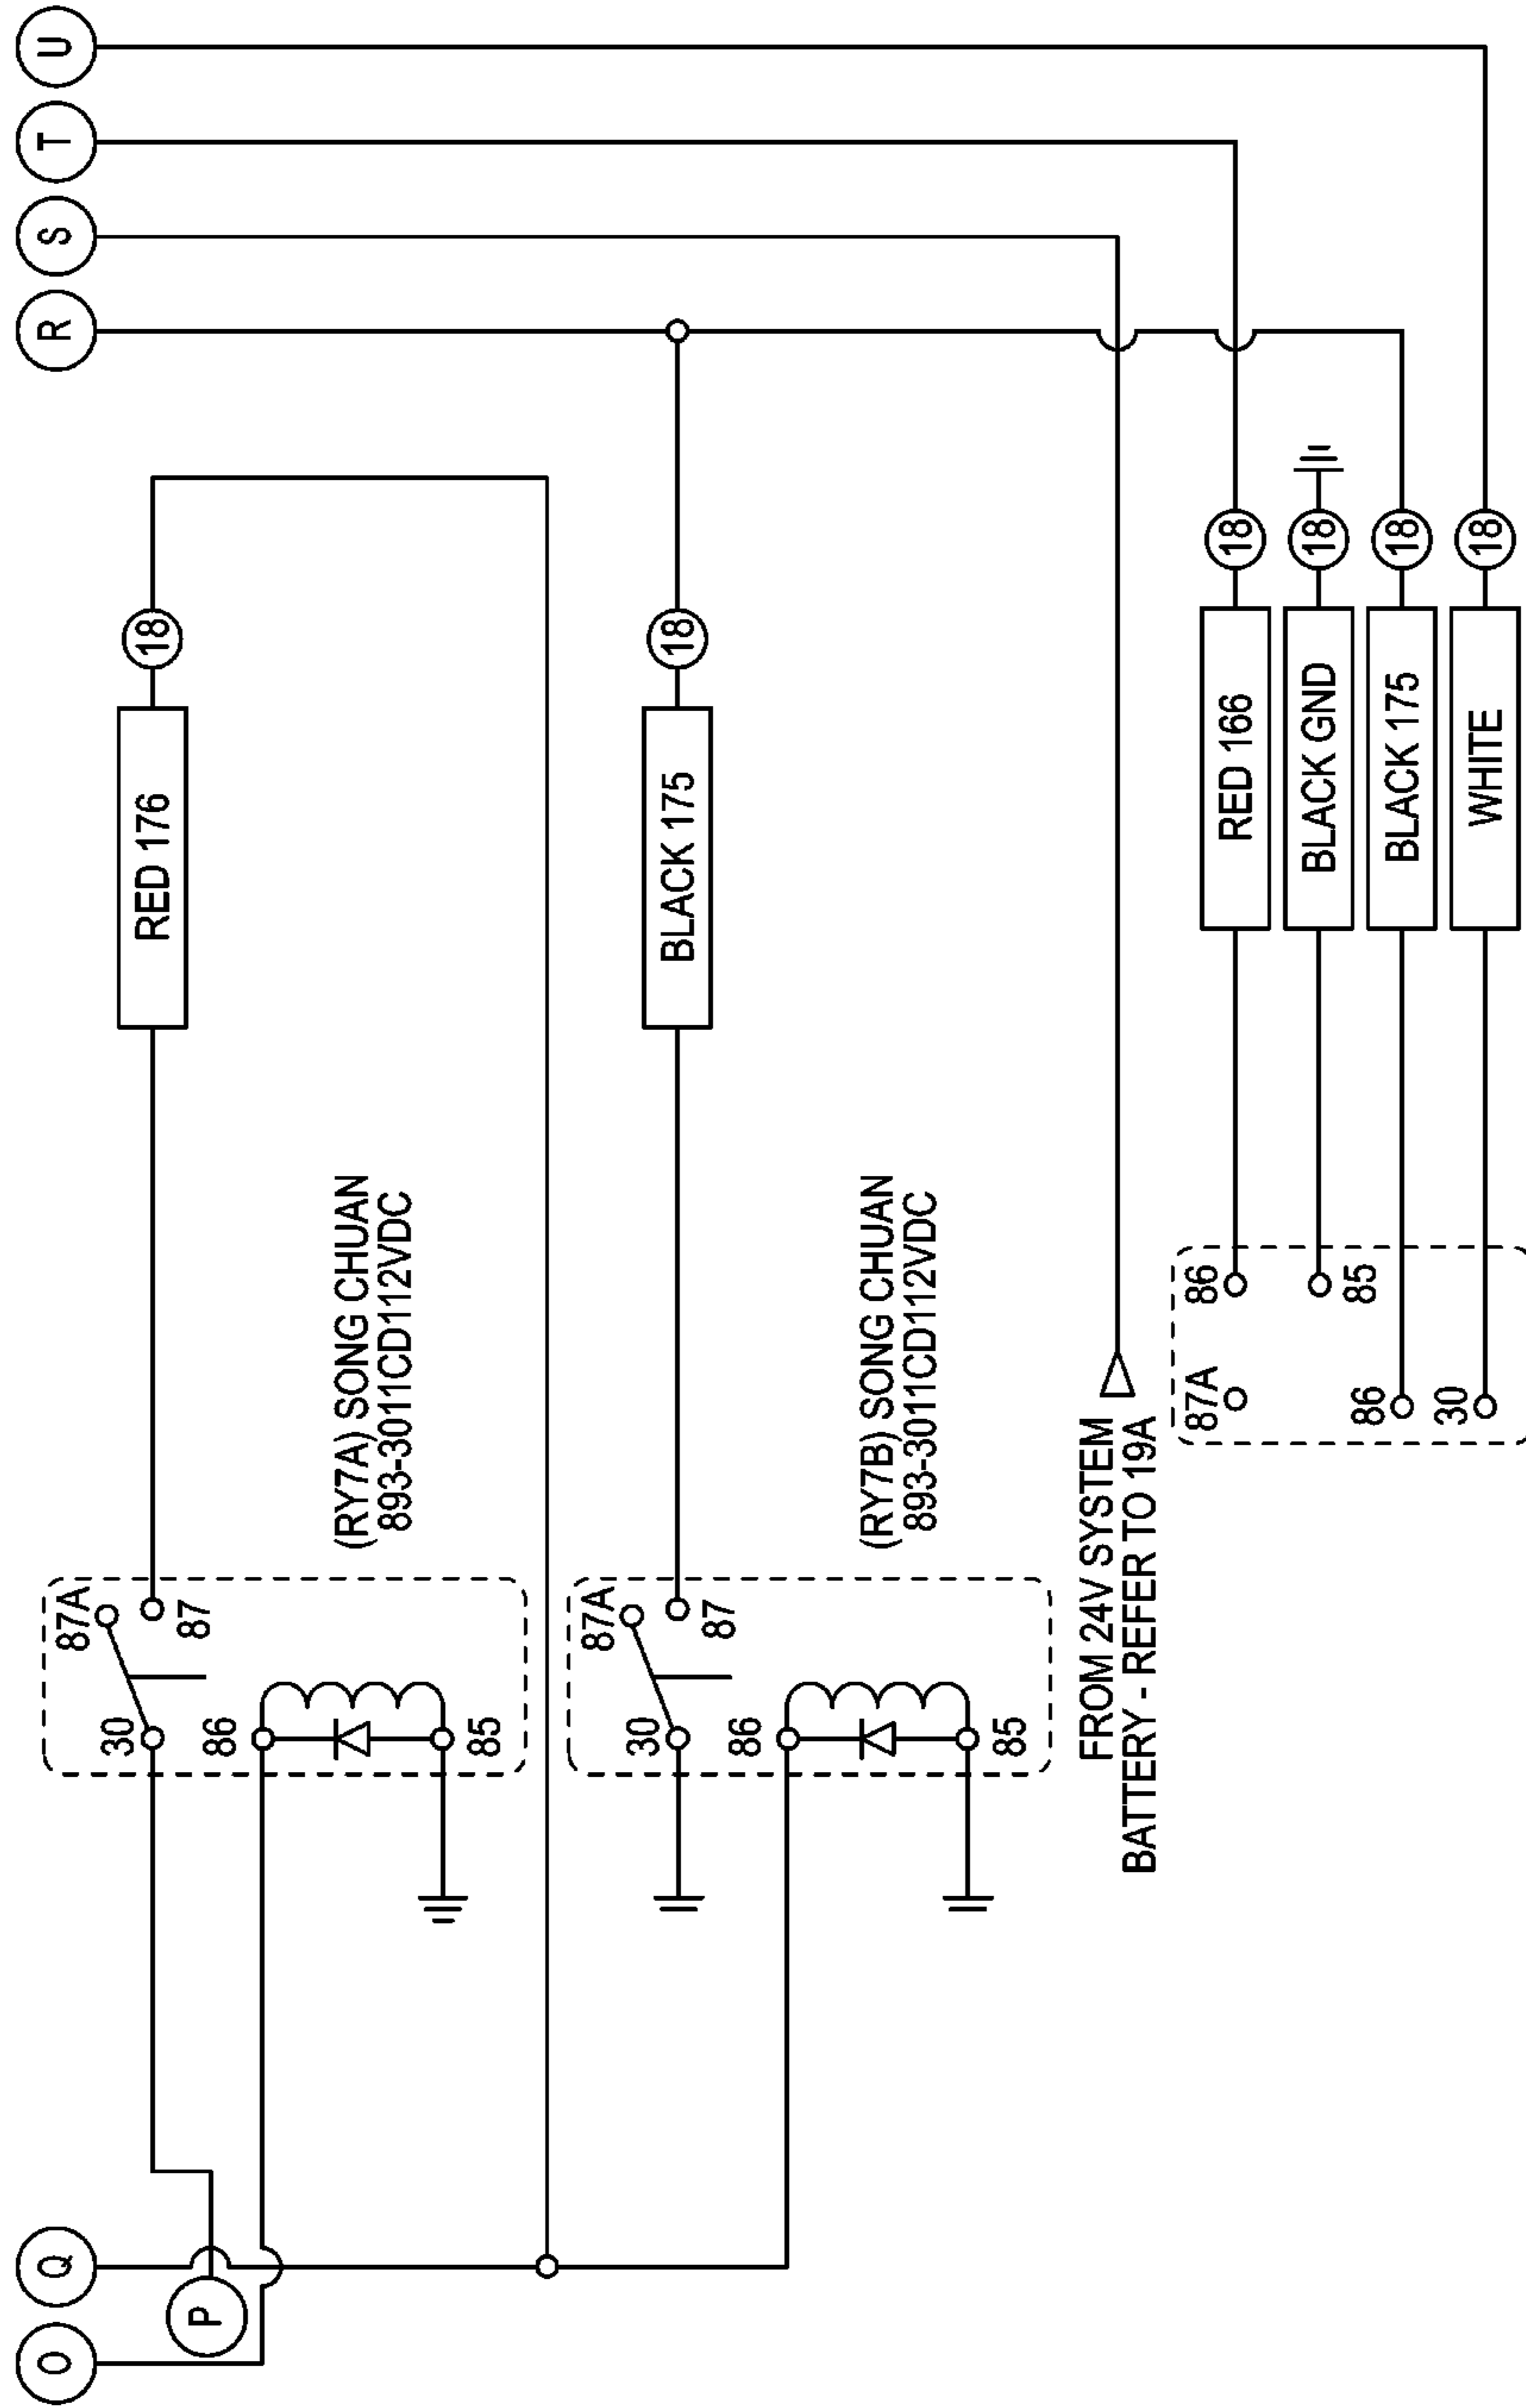 O
Q
P
R
S
T
U
87A
30
87
86
85
RED 176
18
(RY7A) SONG CHUAN
893-3011CD112VDC
87A
30
87
86
85
BLACK 175
18
(RY7B) SONG CHUAN
893-3011CD112VDC
FROM 24V SYSTEM
BATTERY - REFER TO 19A
87A
86
RED 166
18
85
BLACK GND
18
86
BLACK 175
18
30
WHITE
18